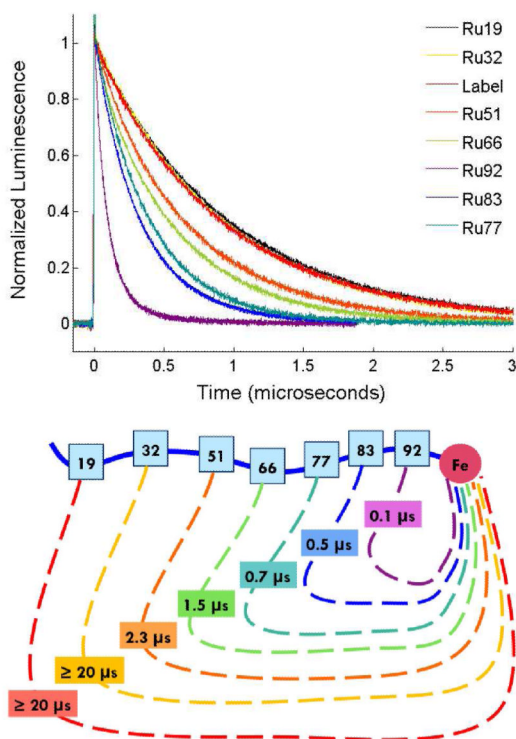 Normalized Luminescence
1
0.8
0.6
0.4
0.2
0
0
0.5
1
1.5
2
2.5
3
Time (microseconds)
Ru19
Ru32
Label
Ru51
Ru66
Ru92
Ru83
Ru77
19
32
51
66
77
83
92
Fe
0.1 µs
0.5 µs
0.7 µs
1.5 µs
2.3 µs
≥ 20 µs
≥ 20 µs